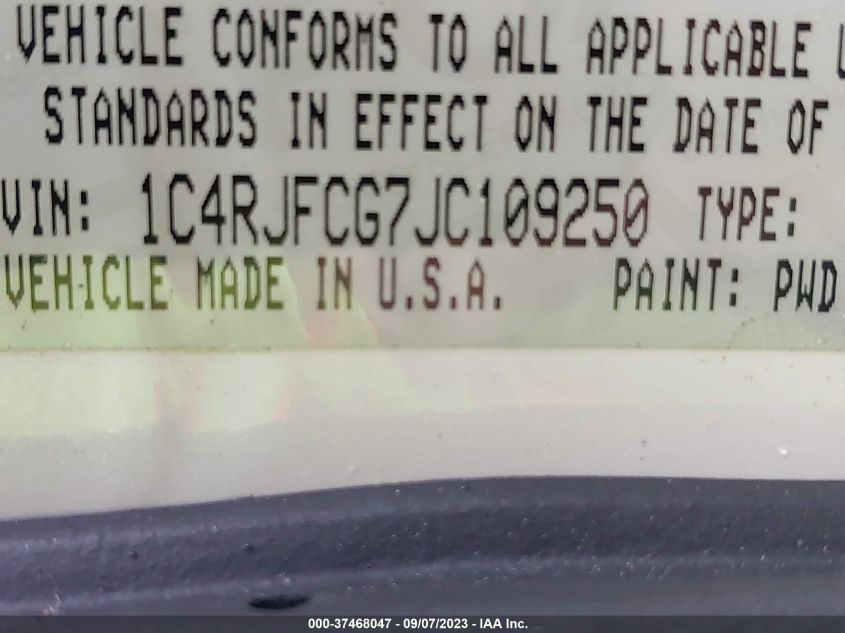 VEHICLE CONFORMS TO ALL APPLICABLE
STANDARDS IN EFFECT ON THE DATE OF
VIN: 1C4RJFCG7JC109250 TYPE:
VEHICLE MADE IN U.S.A. PAINT: PWD
000-37468047 - 09/07/2023 - IAA Inc.